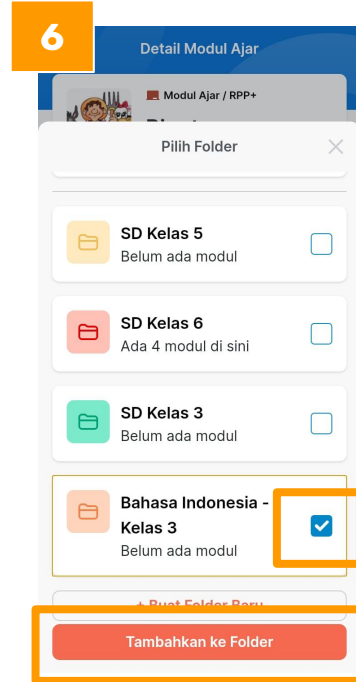 6
Detail Modul Ajar
Modul Ajar / RPP+
Pilih Folder
SD Kelas 5
Belum ada modul
SD Kelas 6
Ada 4 modul di sini
SD Kelas 3
Belum ada modul
Bahasa Indonesia -
Kelas 3
Belum ada modul
+ Buat Folder Baru
Tambahkan ke Folder